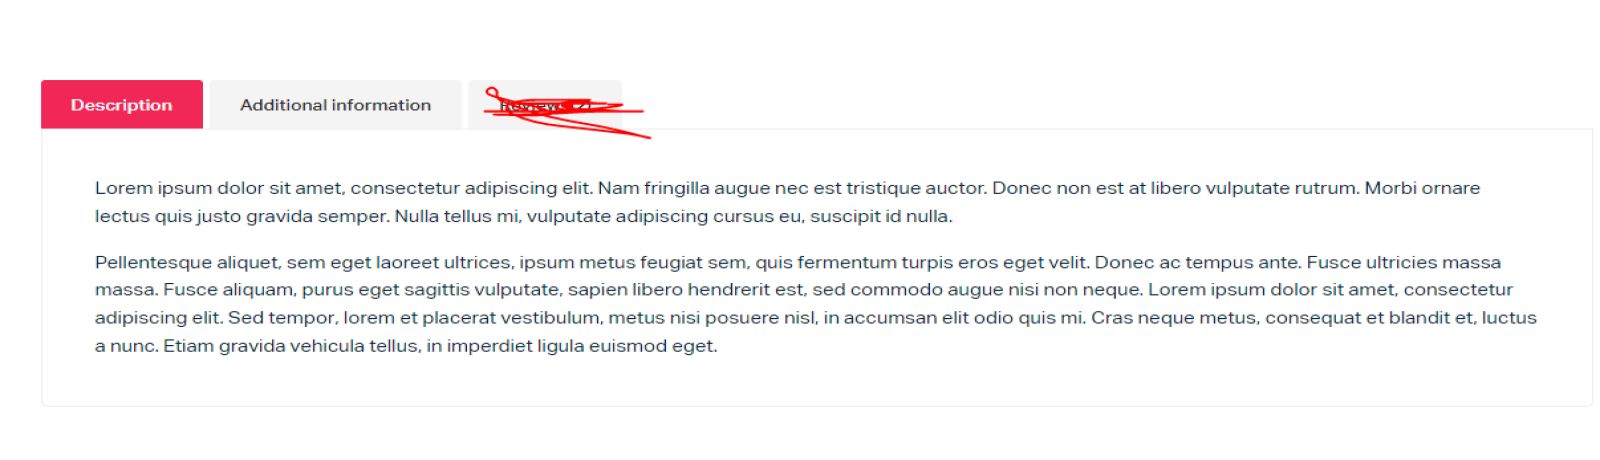 Description
Additional information
Reviews (2)
Lorem ipsum dolor sit amet, consectetur adipiscing elit. Nam fringilla augue nec est tristique auctor. Donec non est at libero vulputate rutrum. Morbi ornare
lectus quis justo gravida semper. Nulla tellus mi, vulputate adipiscing cursus eu, suscipit id nulla.
Pellentesque aliquet, sem eget laoreet ultrices, ipsum metus feugiat sem, quis fermentum turpis eros eget velit. Donec ac tempus ante. Fusce ultricies massa
massa. Fusce aliquam, purus eget sagittis vulputate, sapien libero hendrerit est, sed commodo augue nisi non neque. Lorem ipsum dolor sit amet, consectetur
adipiscing elit. Sed tempor, lorem et placerat vestibulum, metus nisi posuere nisl, in accumsan elit odio quis mi. Cras neque metus, consequat et blandit et, luctus
a nunc. Etiam gravida vehicula tellus, in imperdiet ligula euismod eget.